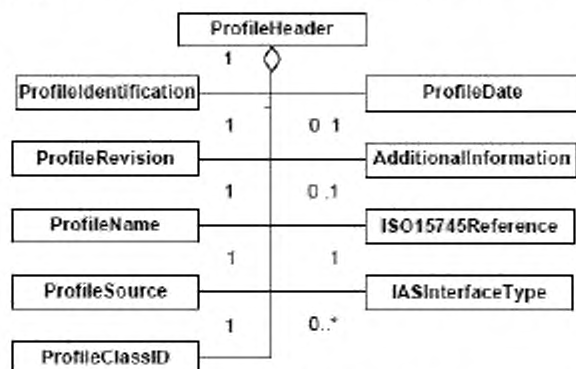 ProfileHeader
1
ProfileIdentification
ProfileDate
1
0 1
ProfileRevision
AdditionalInformation
1
0 .1
ProfileName
ISO15745Reference
1
1
ProfileSource
IASInterfaceType
1
0..*
ProfileClassID